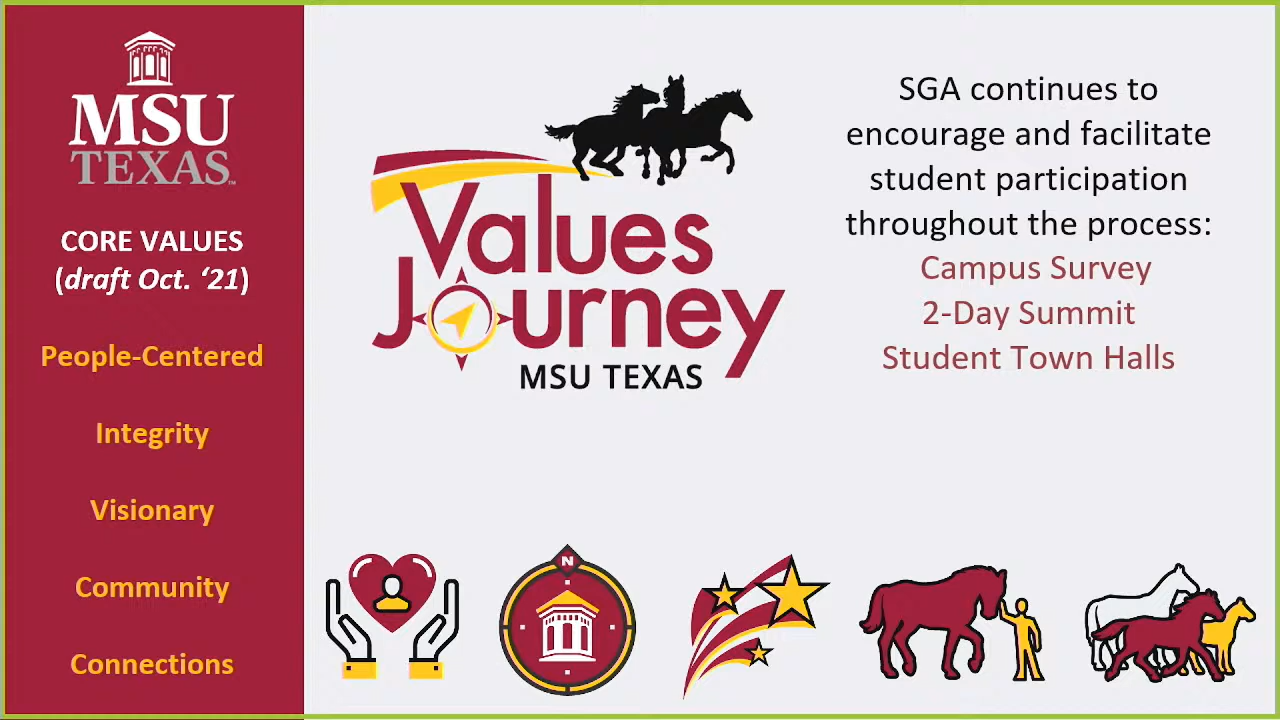 MSU
TEXAS™
CORE VALUES
(draft Oct. ‘21)
People-Centered
Integrity
Visionary
Community
Connections
Values
Journey
MSU TEXAS
SGA continues to
encourage and facilitate
student participation
throughout the process:
Campus Survey
2-Day Summit
Student Town Halls
N